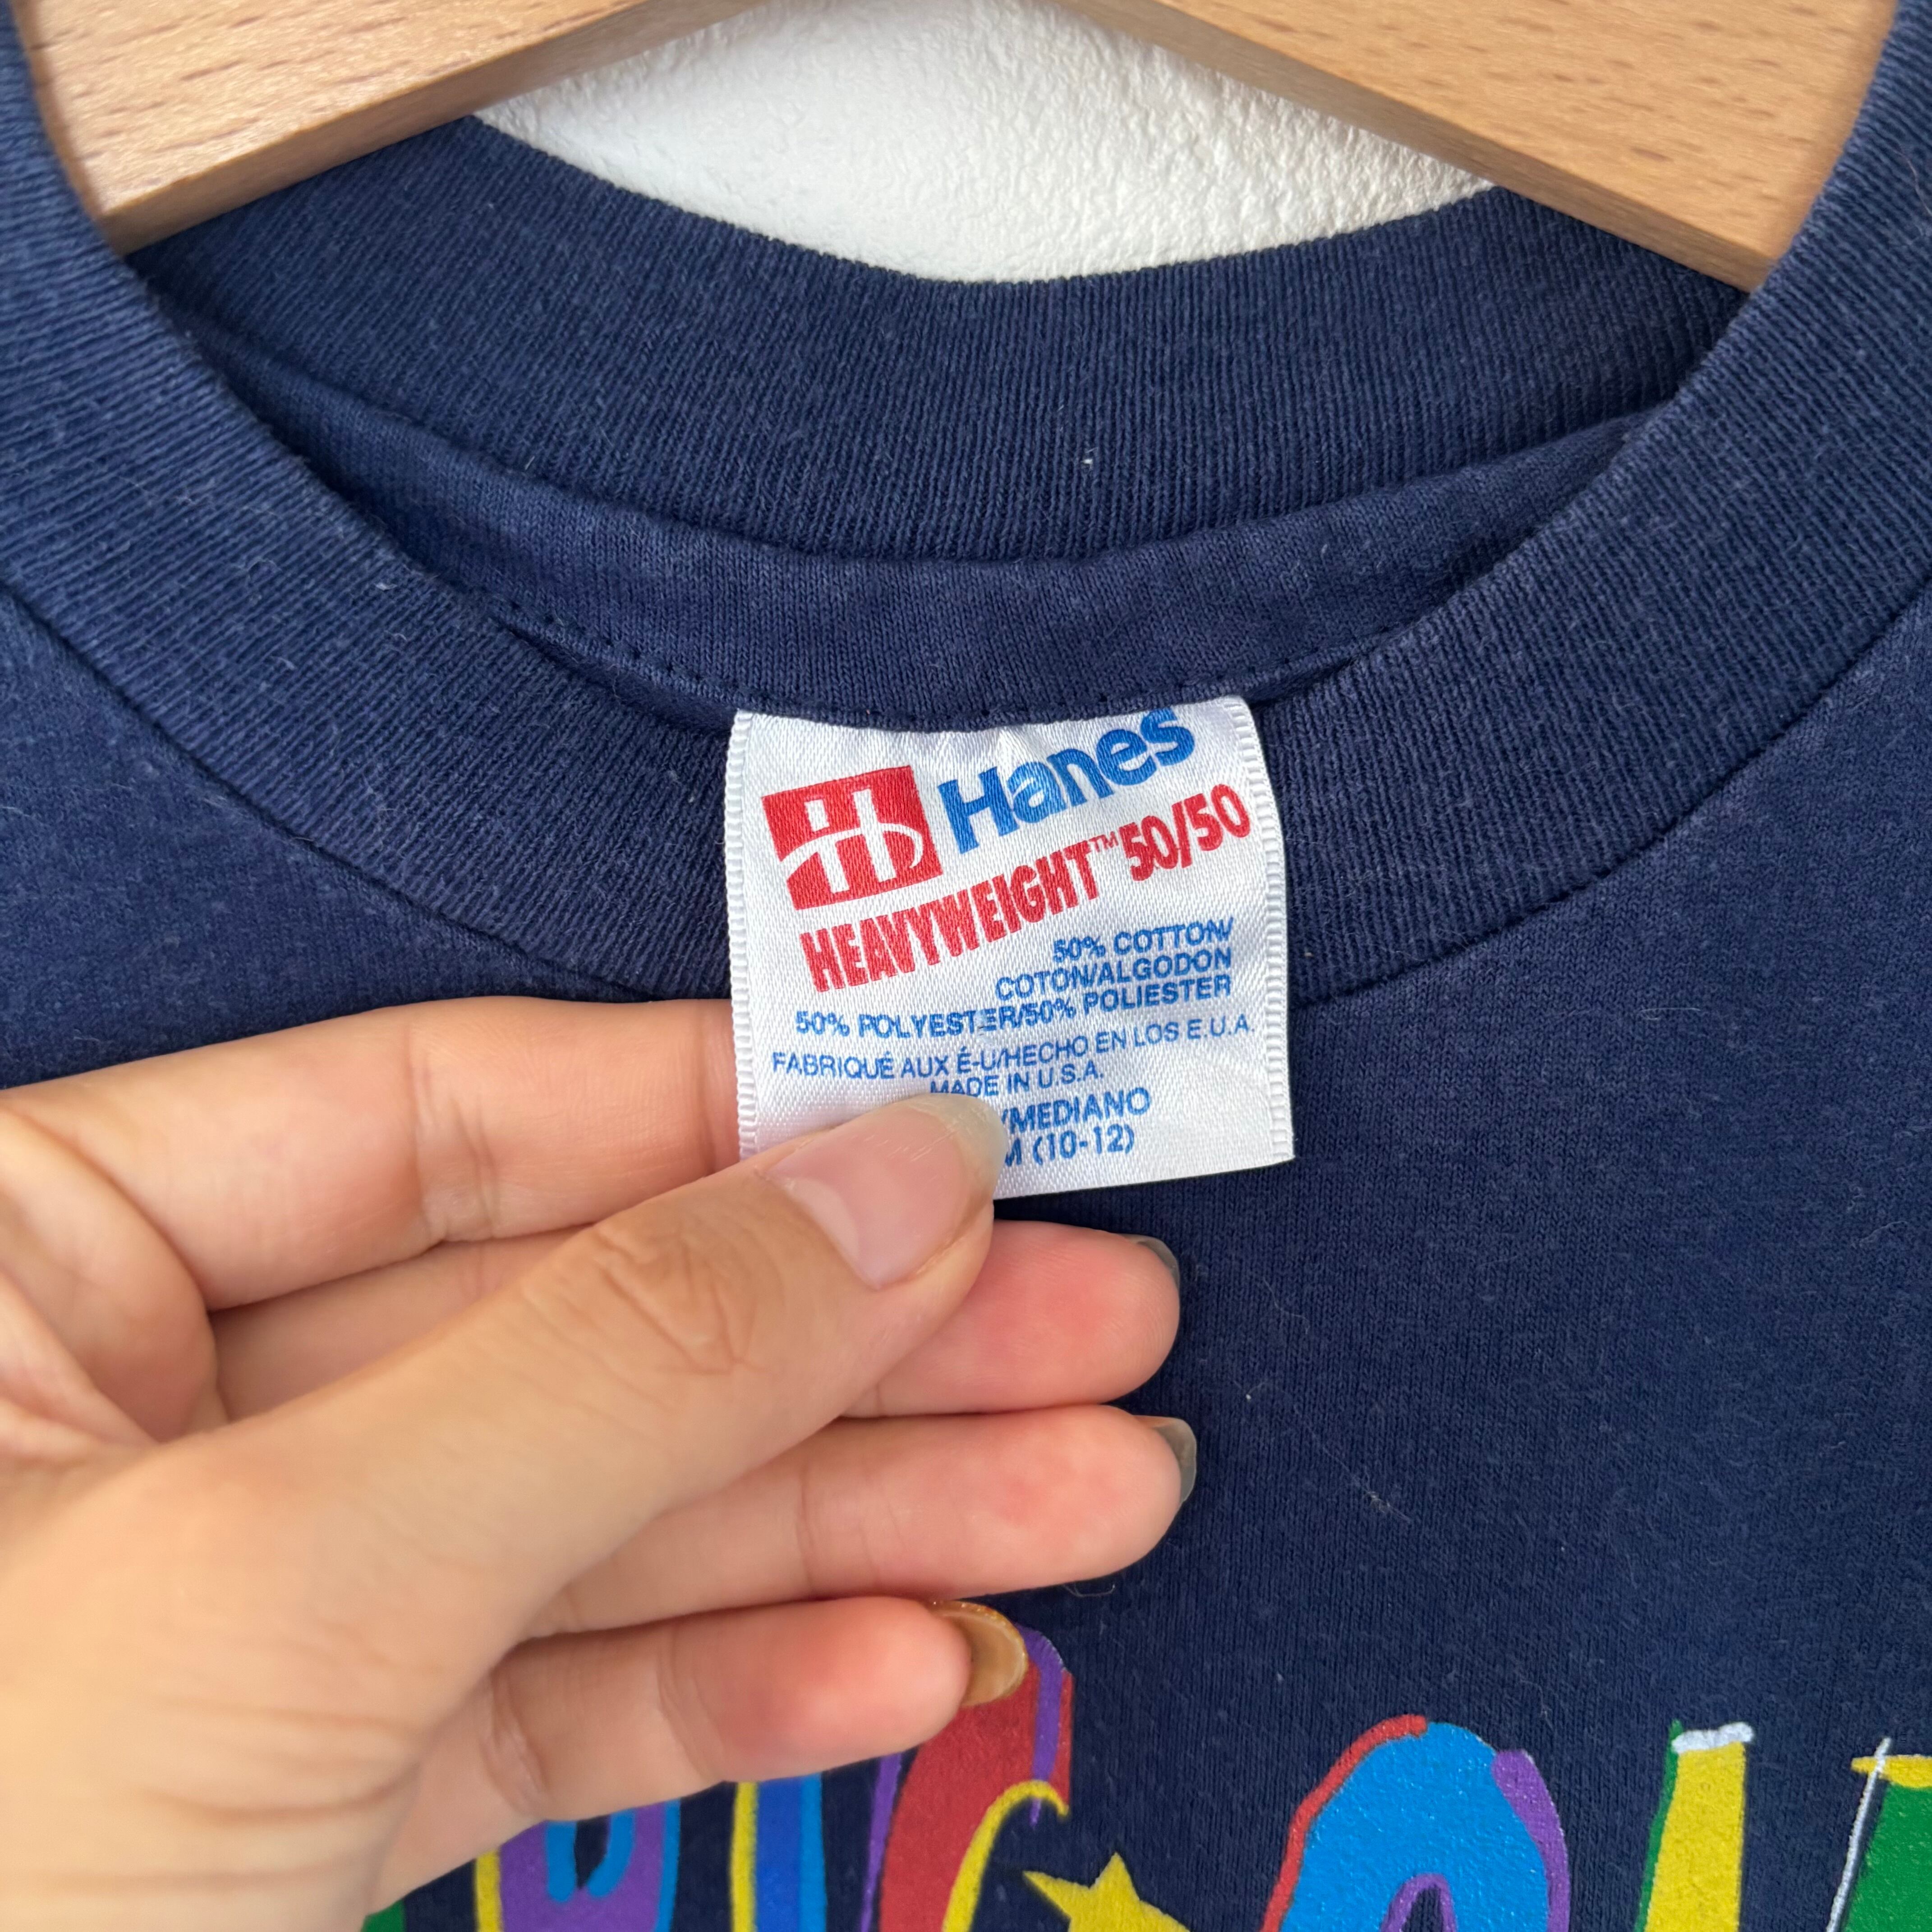 Hanes
HEAVYWEIGHT™ 50/50
50% COTTON/
COTON/ALGODON
50% POLYESTER/50% POLIESTER
FABRIQUÉ AUX É-U/HECHO EN LOS E.U.A.
MADE IN U.S.A.
/MEDIANO
M (10-12)